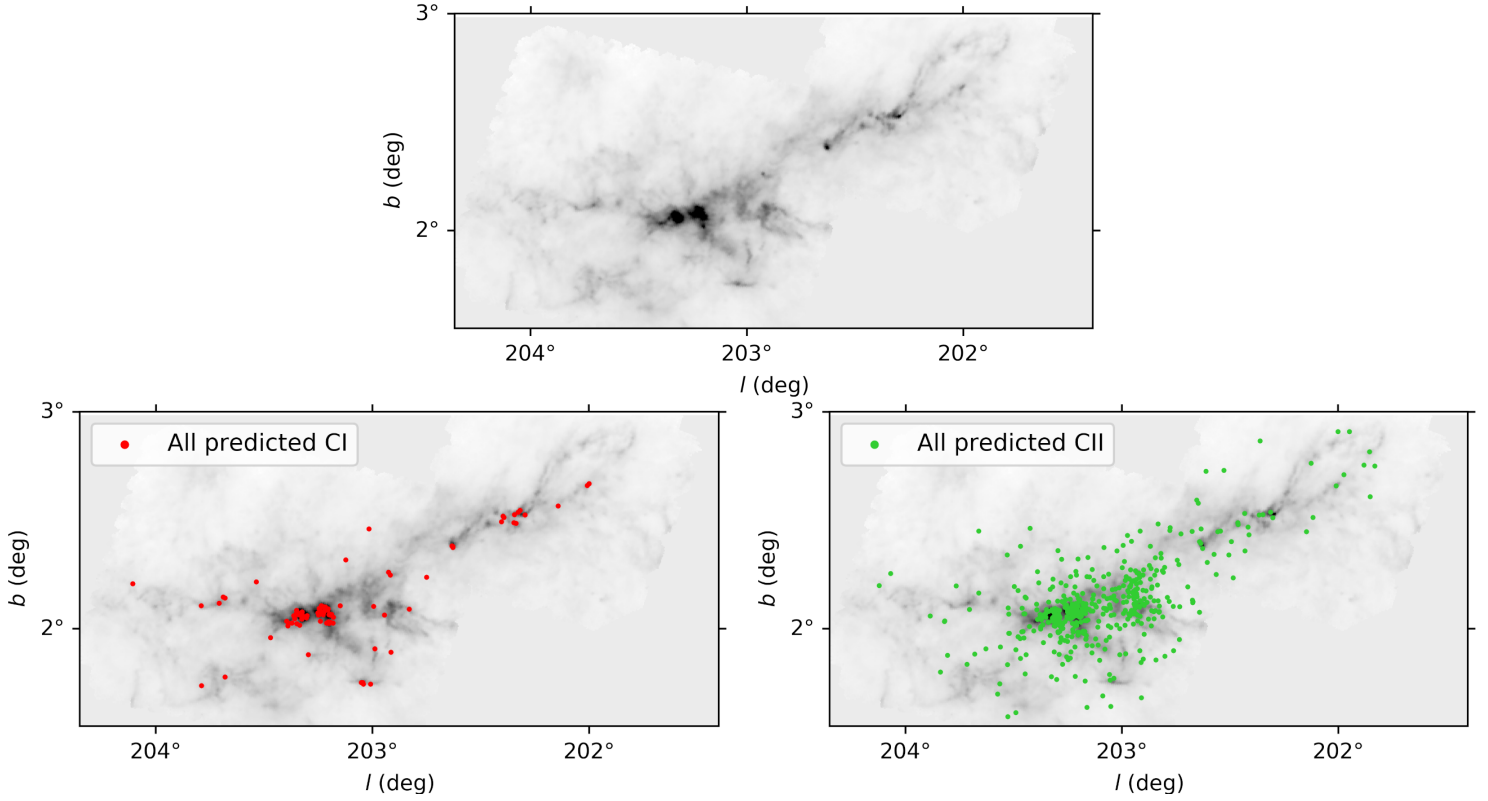 3°
b (deg)
2°
204° 203° 202°
l (deg)
3°
All predicted CI
b (deg)
2°
204° 203° 202°
l (deg)
3°
All predicted CII
b (deg)
2°
204° 203° 202°
l (deg)